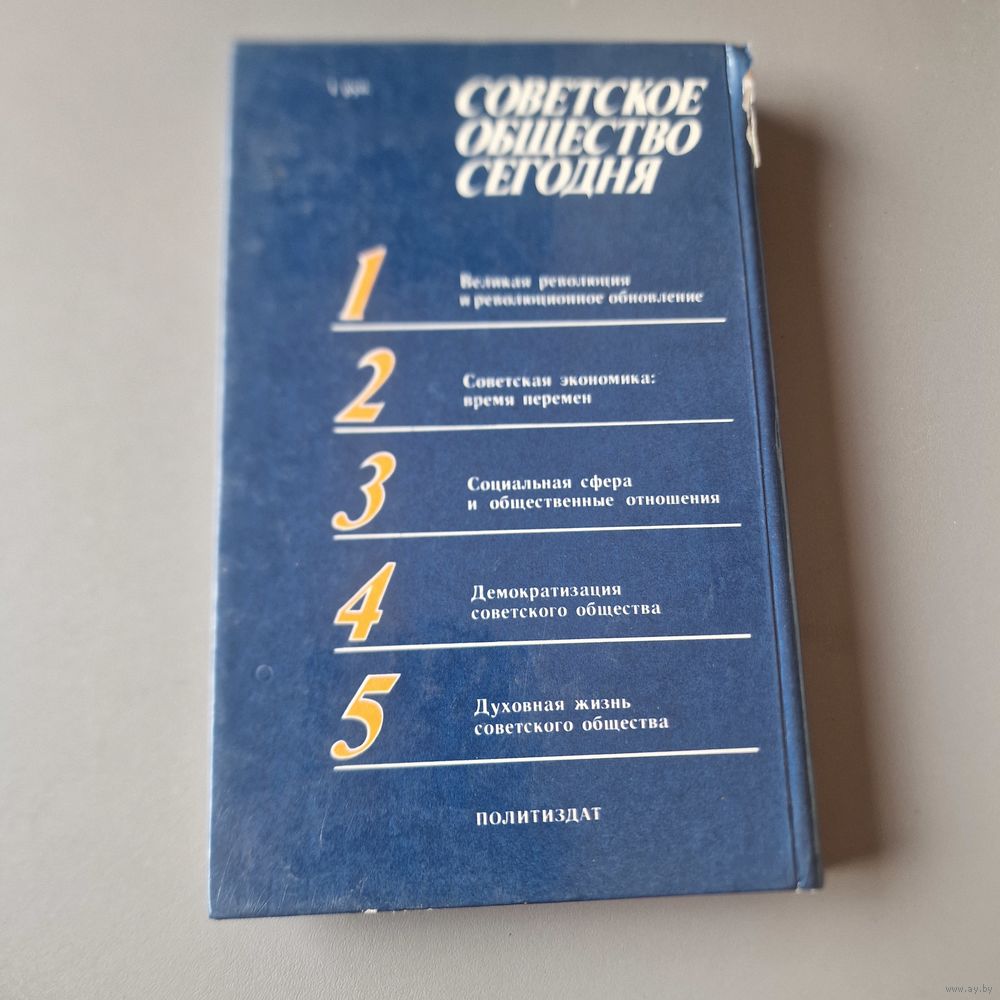 СОВЕТСКОЕ
ОБЩЕСТВО
СЕГОДНЯ
1
Великая революция
и революционное обновление
2
Советская экономика:
время перемен
3
Социальная сфера
и общественные отношения
4
Демократизация
советского общества
5
Духовная жизнь
советского общества
ПОЛИТИЗДАТ
www.ay.by